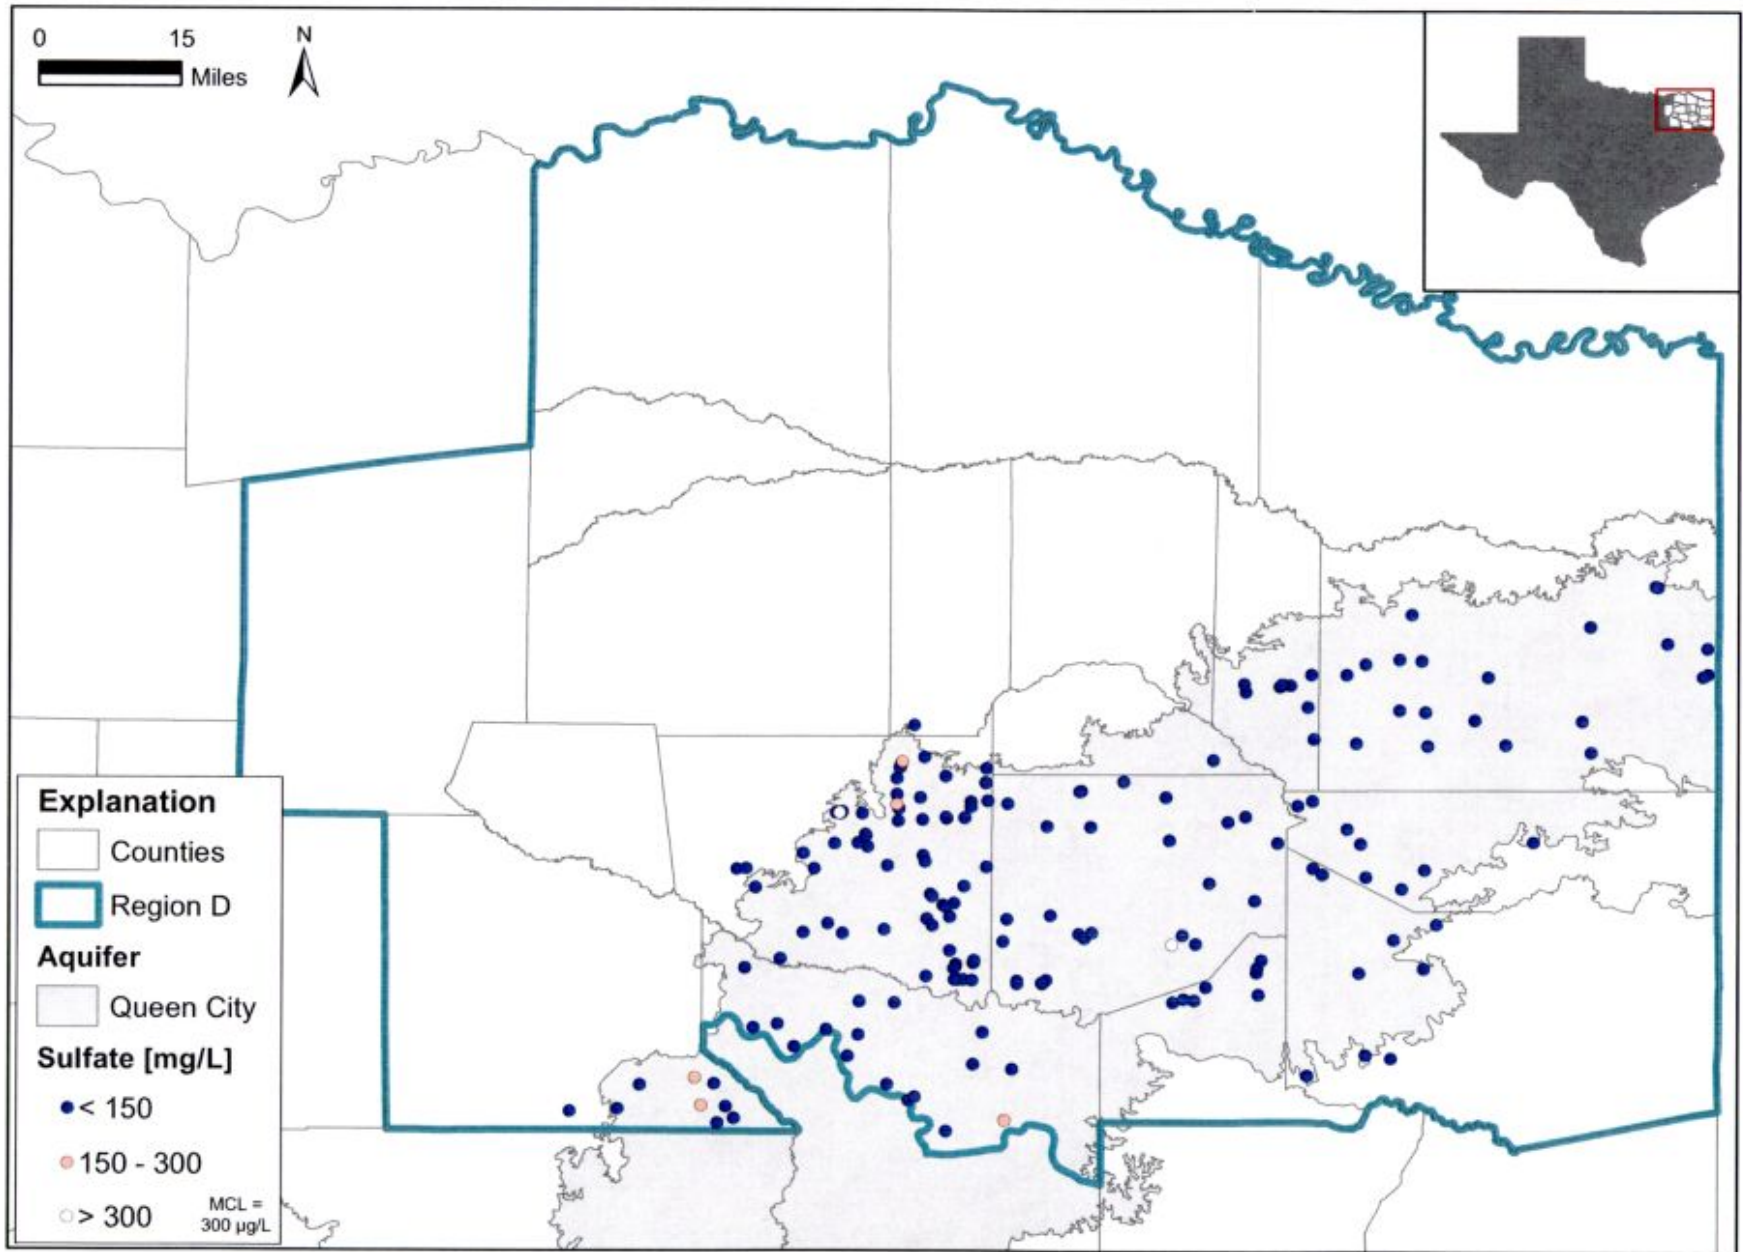 0 15
Miles
N
Explanation
Counties
Region D
Aquifer
Queen City
Sulfate [mg/L]
< 150
150 - 300
> 300
MCL =
300 µg/L